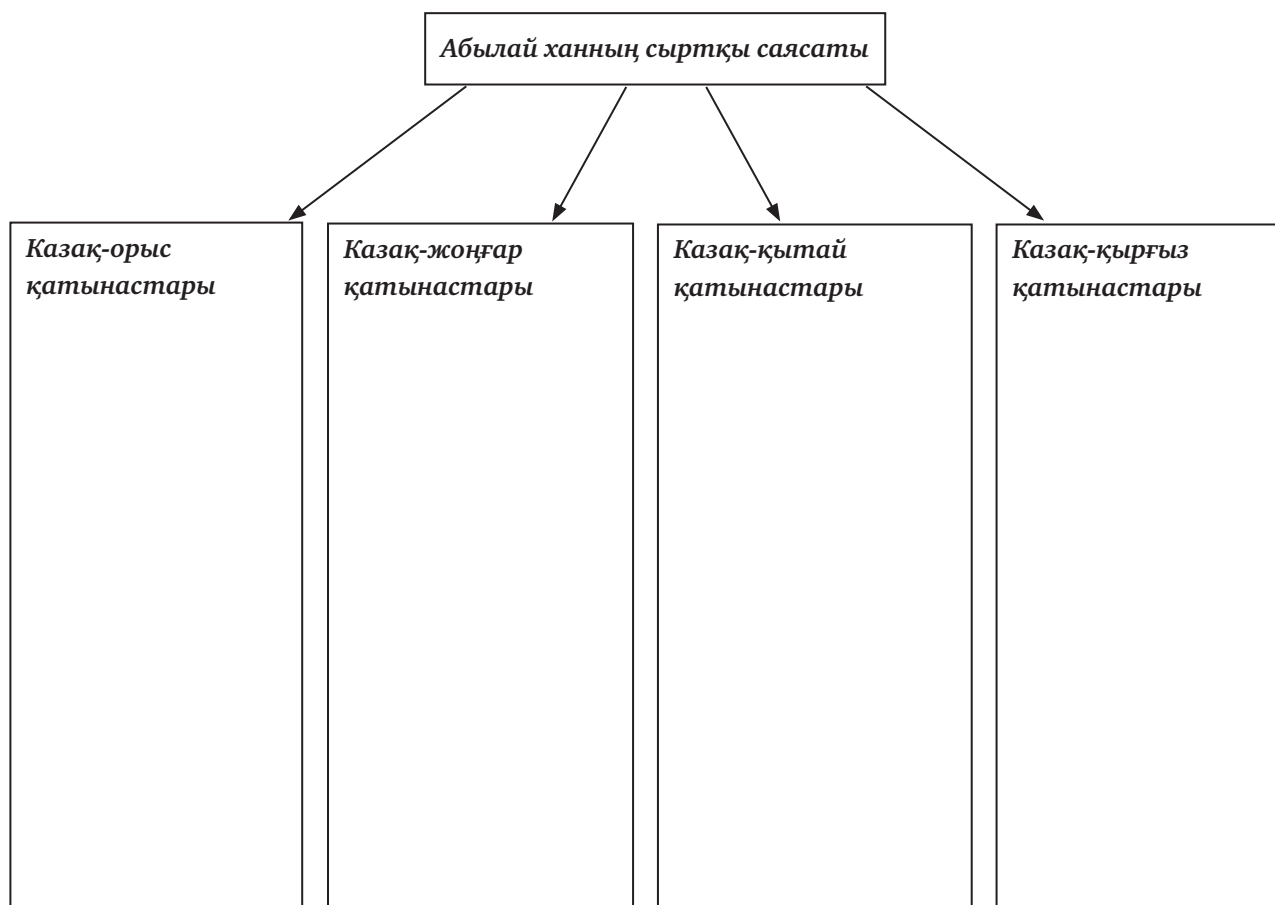 Абылай ханның сыртқы саясаты
Казақ-орыс
қатынастары
Казақ-жоңғар
қатынастары
Казақ-қытай
қатынастары
Казақ-қырғыз
қатынастары